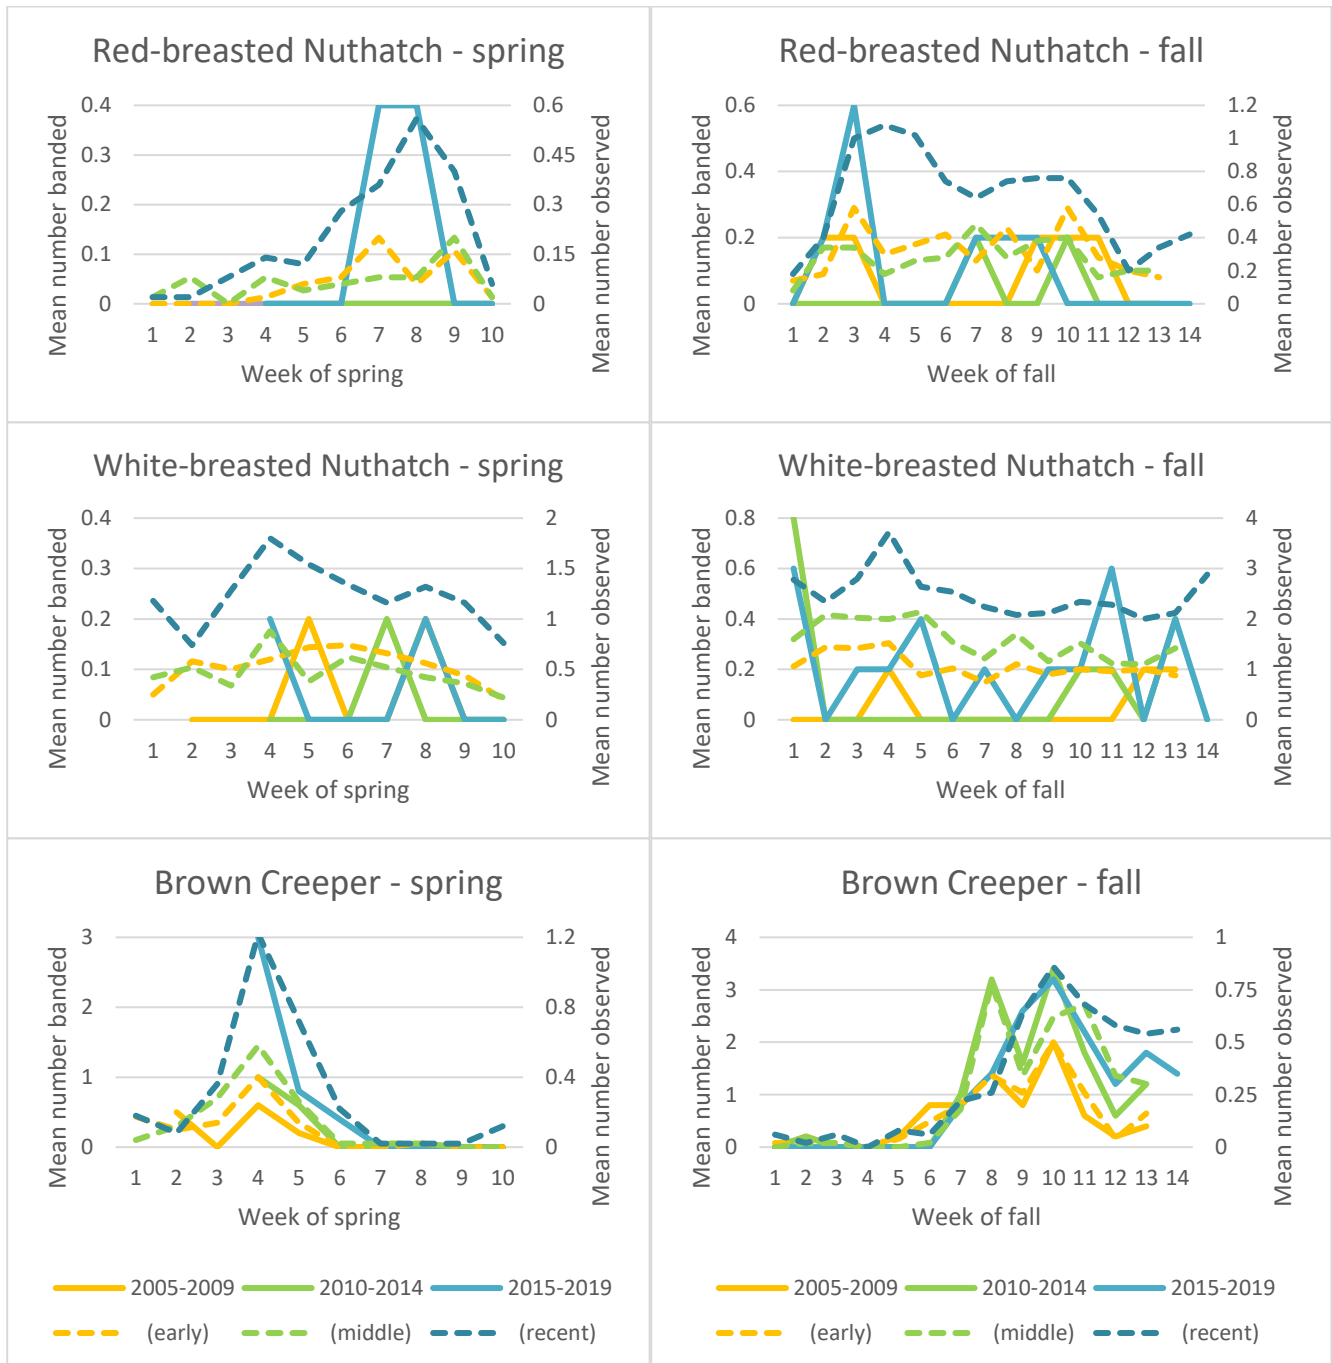 Red-breasted Nuthatch - spring
Mean number banded
0.4
0.3
0.2
0.1
0
0.6
0.45
0.3
0.15
0
Mean number observed
1 2 3 4 5 6 7 8 9 10
Week of spring
Red-breasted Nuthatch - fall
Mean number banded
0.6
0.4
0.2
0
1.2
1
0.8
0.6
0.4
0.2
0
Mean number observed
1 2 3 4 5 6 7 8 9 10 11 12 13 14
Week of fall
White-breasted Nuthatch - spring
Mean number banded
0.4
0.3
0.2
0.1
0
2
1.5
1
0.5
0
Mean number observed
1 2 3 4 5 6 7 8 9 10
Week of spring
White-breasted Nuthatch - fall
Mean number banded
0.8
0.6
0.4
0.2
0
4
3
2
1
0
Mean number observed
1 2 3 4 5 6 7 8 9 10 11 12 13 14
Week of fall
Brown Creeper - spring
Mean number banded
3
2
1
0
1.2
0.8
0.4
0
Mean number observed
1 2 3 4 5 6 7 8 9 10
Week of spring
2005-2009 2010-2014 2015-2019
(early) (middle) (recent)
Brown Creeper - fall
Mean number banded
4
3
2
1
0
1
0.75
0.5
0.25
0
Mean number observed
1 2 3 4 5 6 7 8 9 10 11 12 13 14
Week of fall
2005-2009 2010-2014 2015-2019
(early) (middle) (recent)